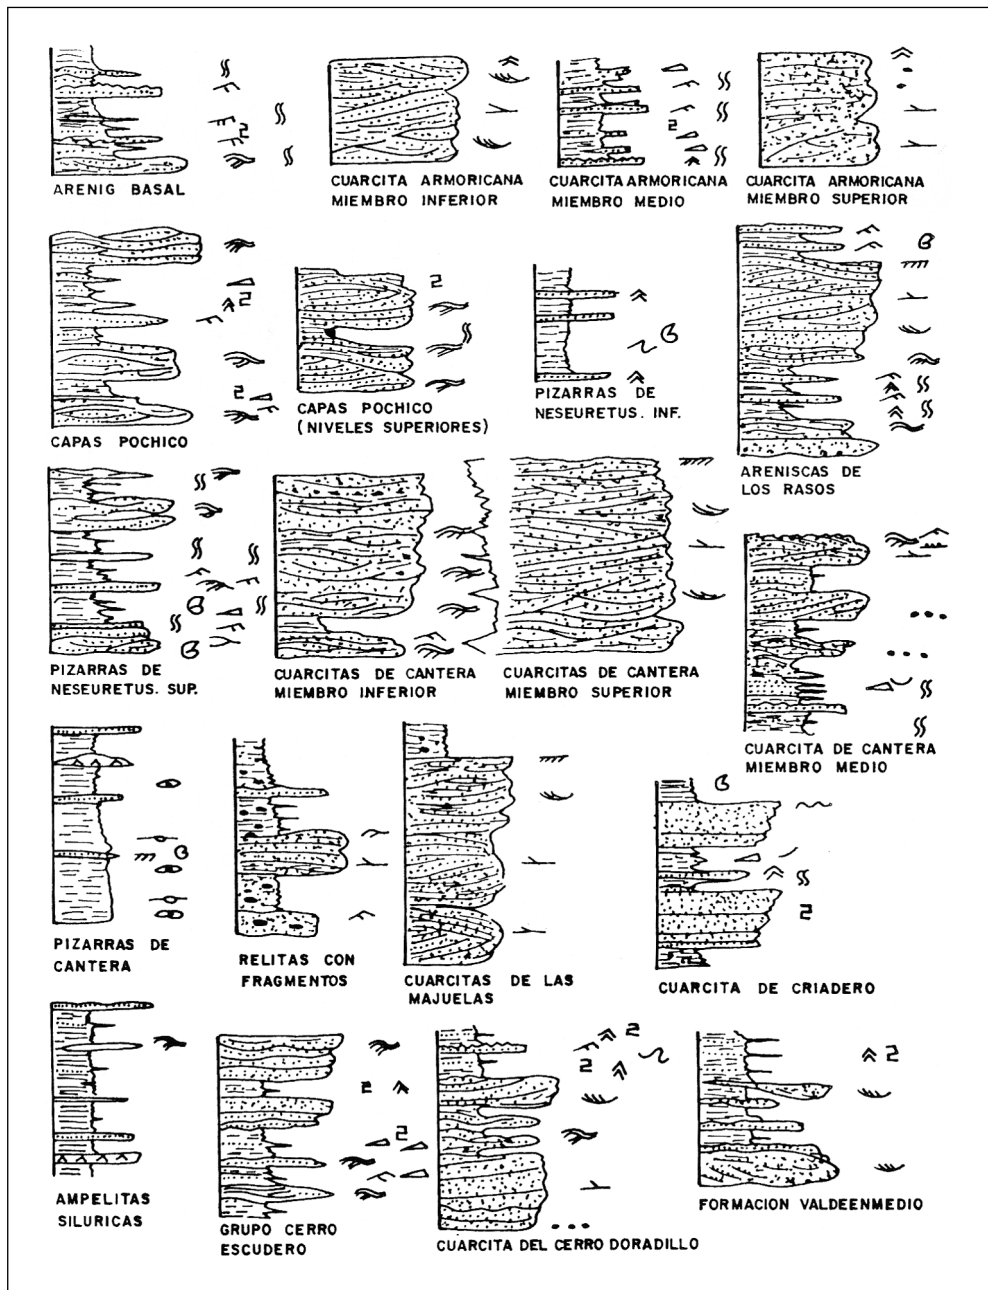 ARENIG BASAL
CUARCITA ARMORICANA
MIEMBRO INFERIOR
CUARCITA ARMORICANA
MIEMBRO MEDIO
CUARCITA ARMORICANA
MIEMBRO SUPERIOR
CAPAS POCHICO
CAPAS POCHICO
(NIVELES SUPERIORES)
PIZARRAS DE
NESEURETUS. INF.
ARENISCAS DE
LOS RASOS
PIZARRAS DE
NESEURETUS. SUP.
CUARCITAS DE CANTERA
MIEMBRO INFERIOR
CUARCITAS DE CANTERA
MIEMBRO SUPERIOR
CUARCITA DE CANTERA
MIEMBRO MEDIO
PIZARRAS DE
CANTERA
RELITAS CON
FRAGMENTOS
CUARCITAS DE LAS
MAJUELAS
CUARCITA DE CRIADERO
AMPELITAS
SILURICAS
GRUPO CERRO
ESCUDERO
CUARCITA DEL CERRO DORADILLO
FORMACION VALDEENMEDIO